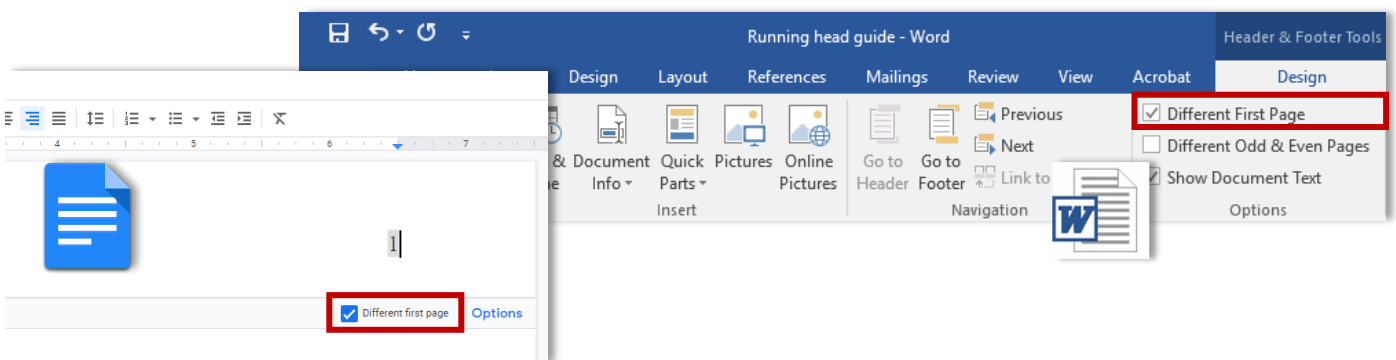 Running head guide - Word
Header & Footer Tools
Design Layout References Mailings Review View Acrobat Design
Previous
Next
Link to
& Document Info
Quick Parts
Pictures
Online Pictures
Go to Header
Go to Footer
Different First Page
Different Odd & Even Pages
Show Document Text
Insert Navigation Options
W
4 5 6 7
1
Different first page Options